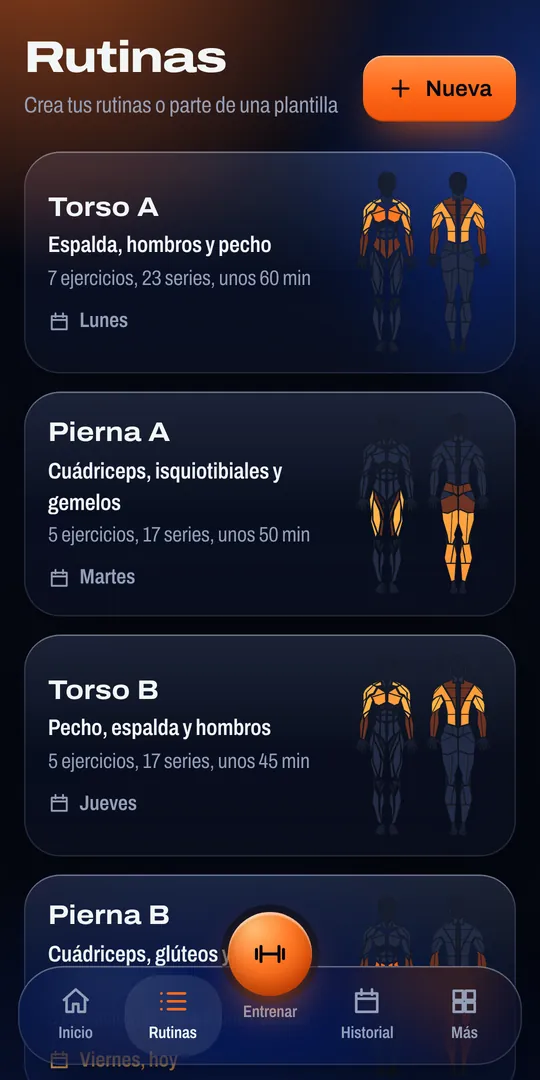 Rutinas
Crea tus rutinas o parte de una plantilla
Nueva
Torso A
Espalda, hombros y pecho
7 ejercicios, 23 series, unos 60 min
Lunes
Pierna A
Cuádriceps, isquiotibiales y
gemelos
5 ejercicios, 17 series, unos 50 min
Martes
Torso B
Pecho, espalda y hombros
5 ejercicios, 17 series, unos 45 min
Jueves
Pierna B
Cuádriceps, glúteos y
Entrenar
Inicio
Rutinas
Historial
Más
Viernes, hoy